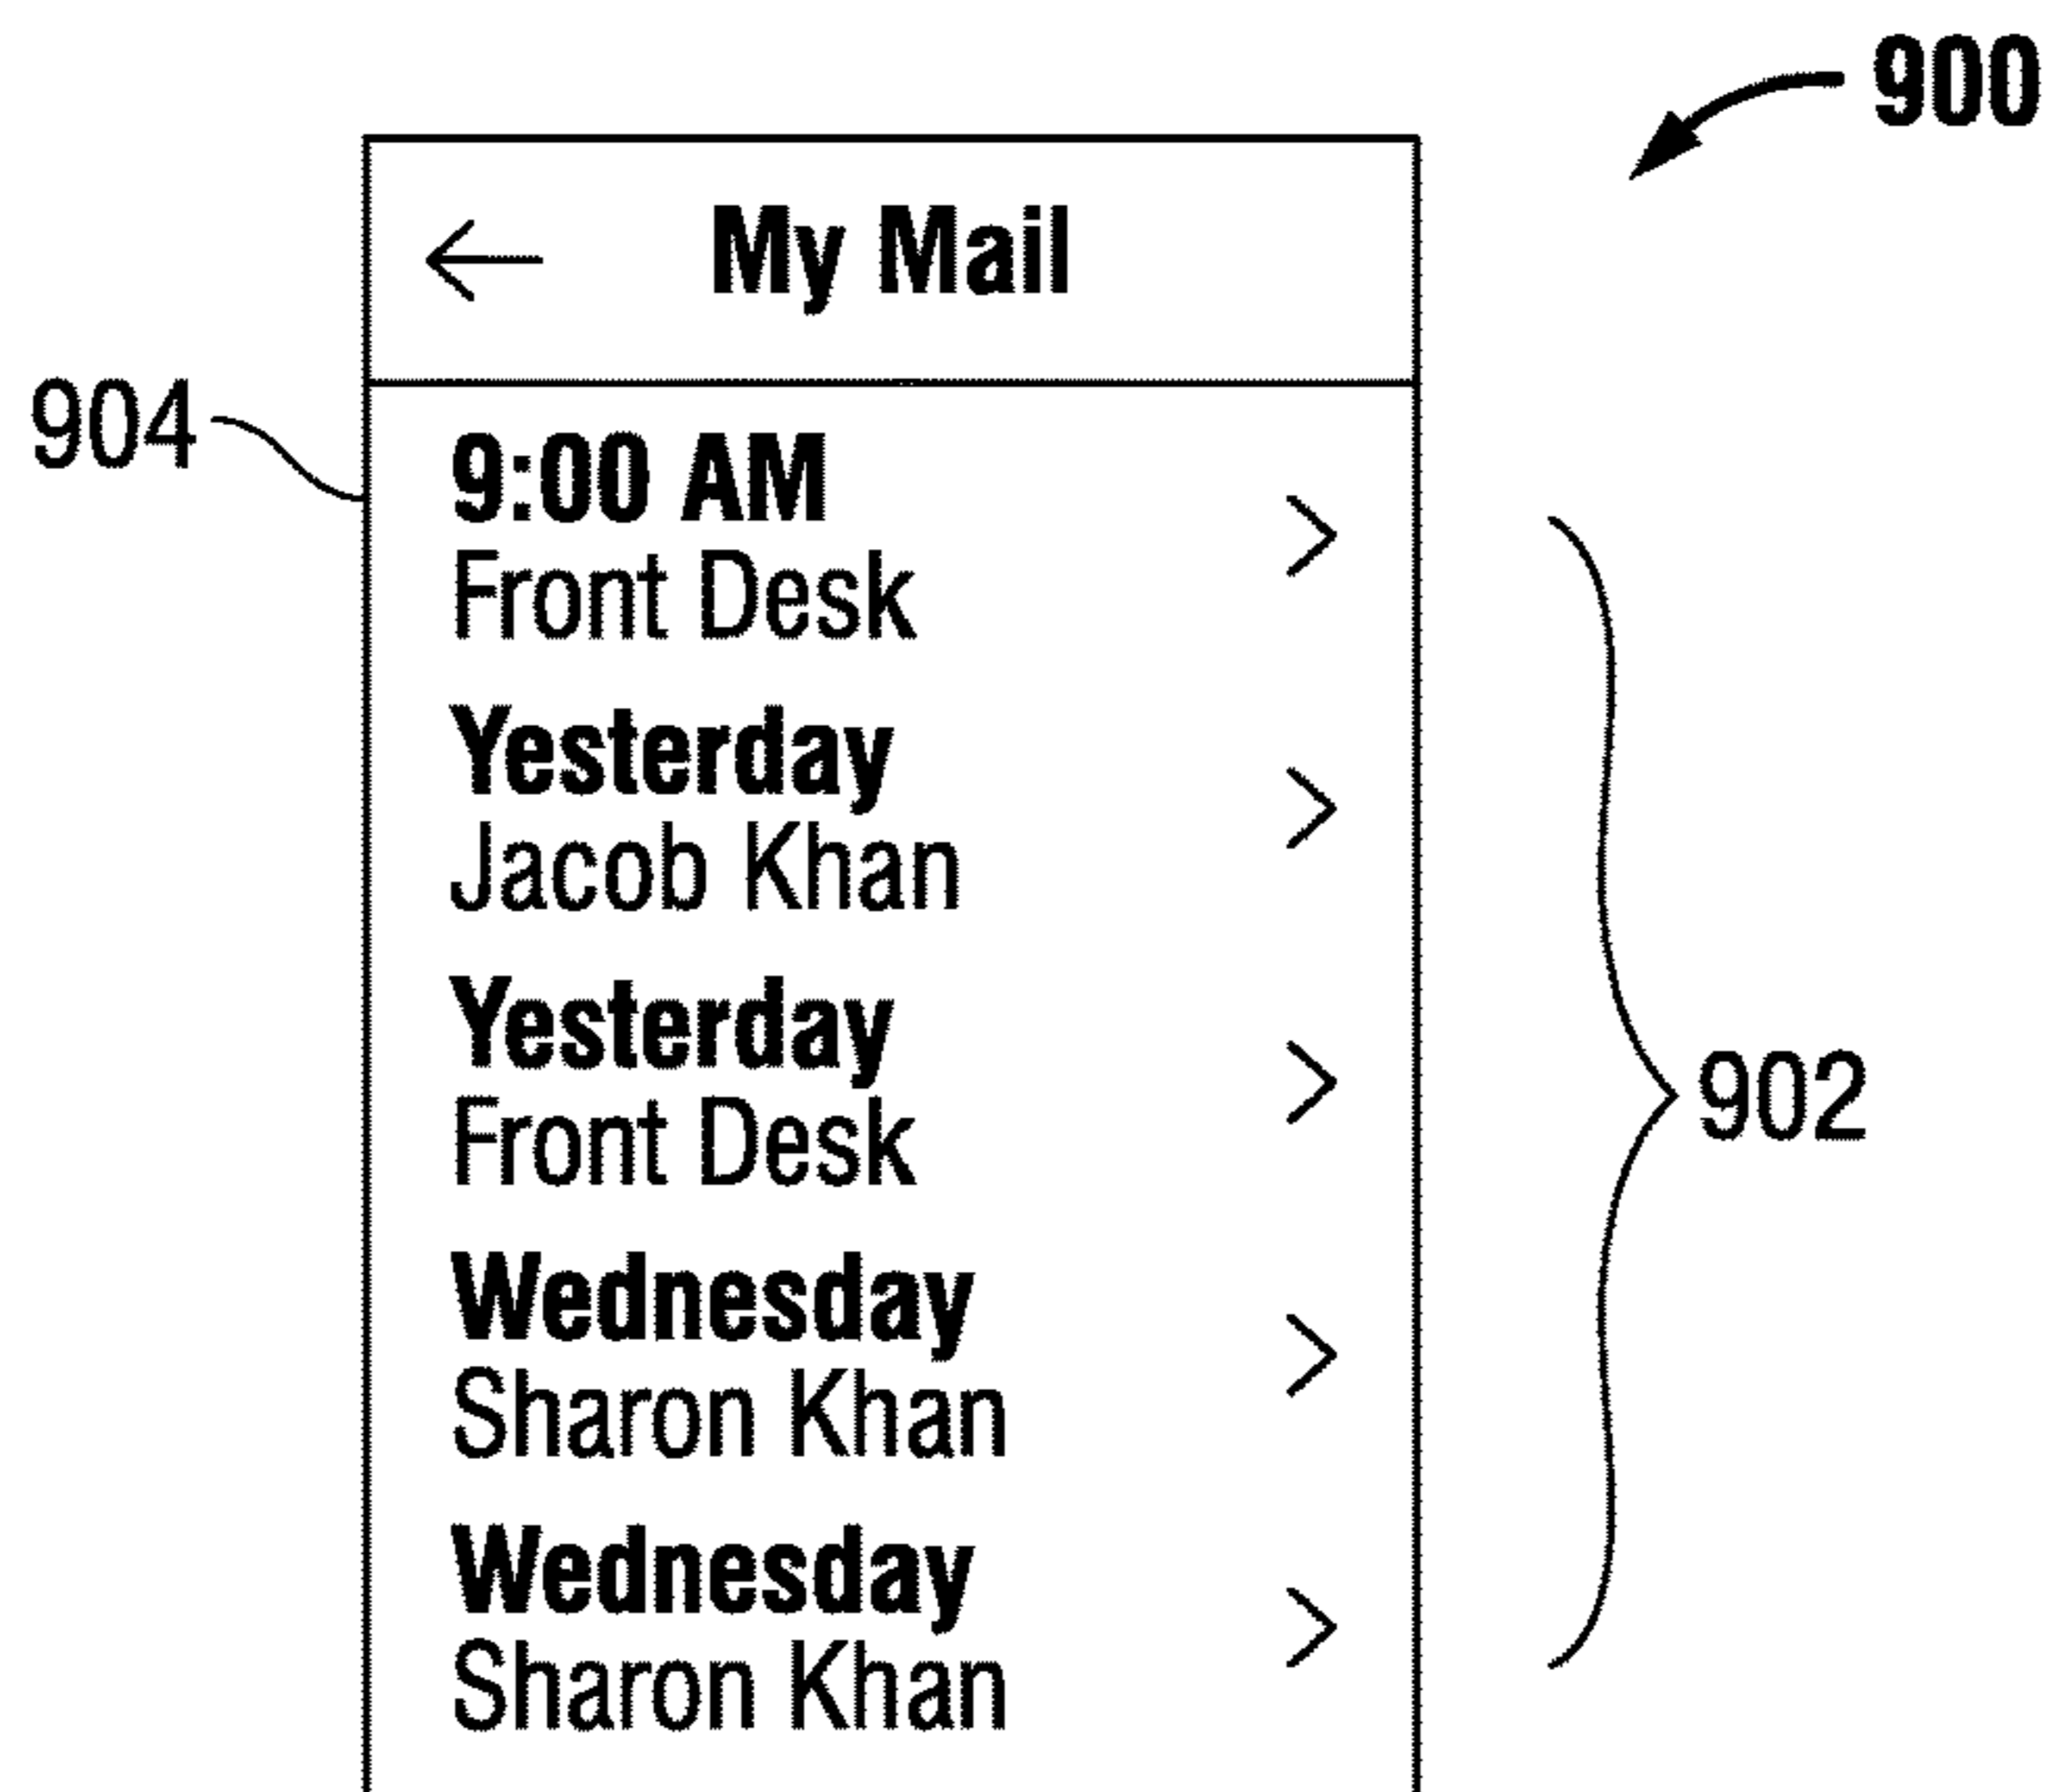 900
My Mail
904
9:00 AM
Front Desk
Yesterday
Jacob Khan
Yesterday
Front Desk
902
Wednesday
Sharon Khan
Wednesday
Sharon Khan